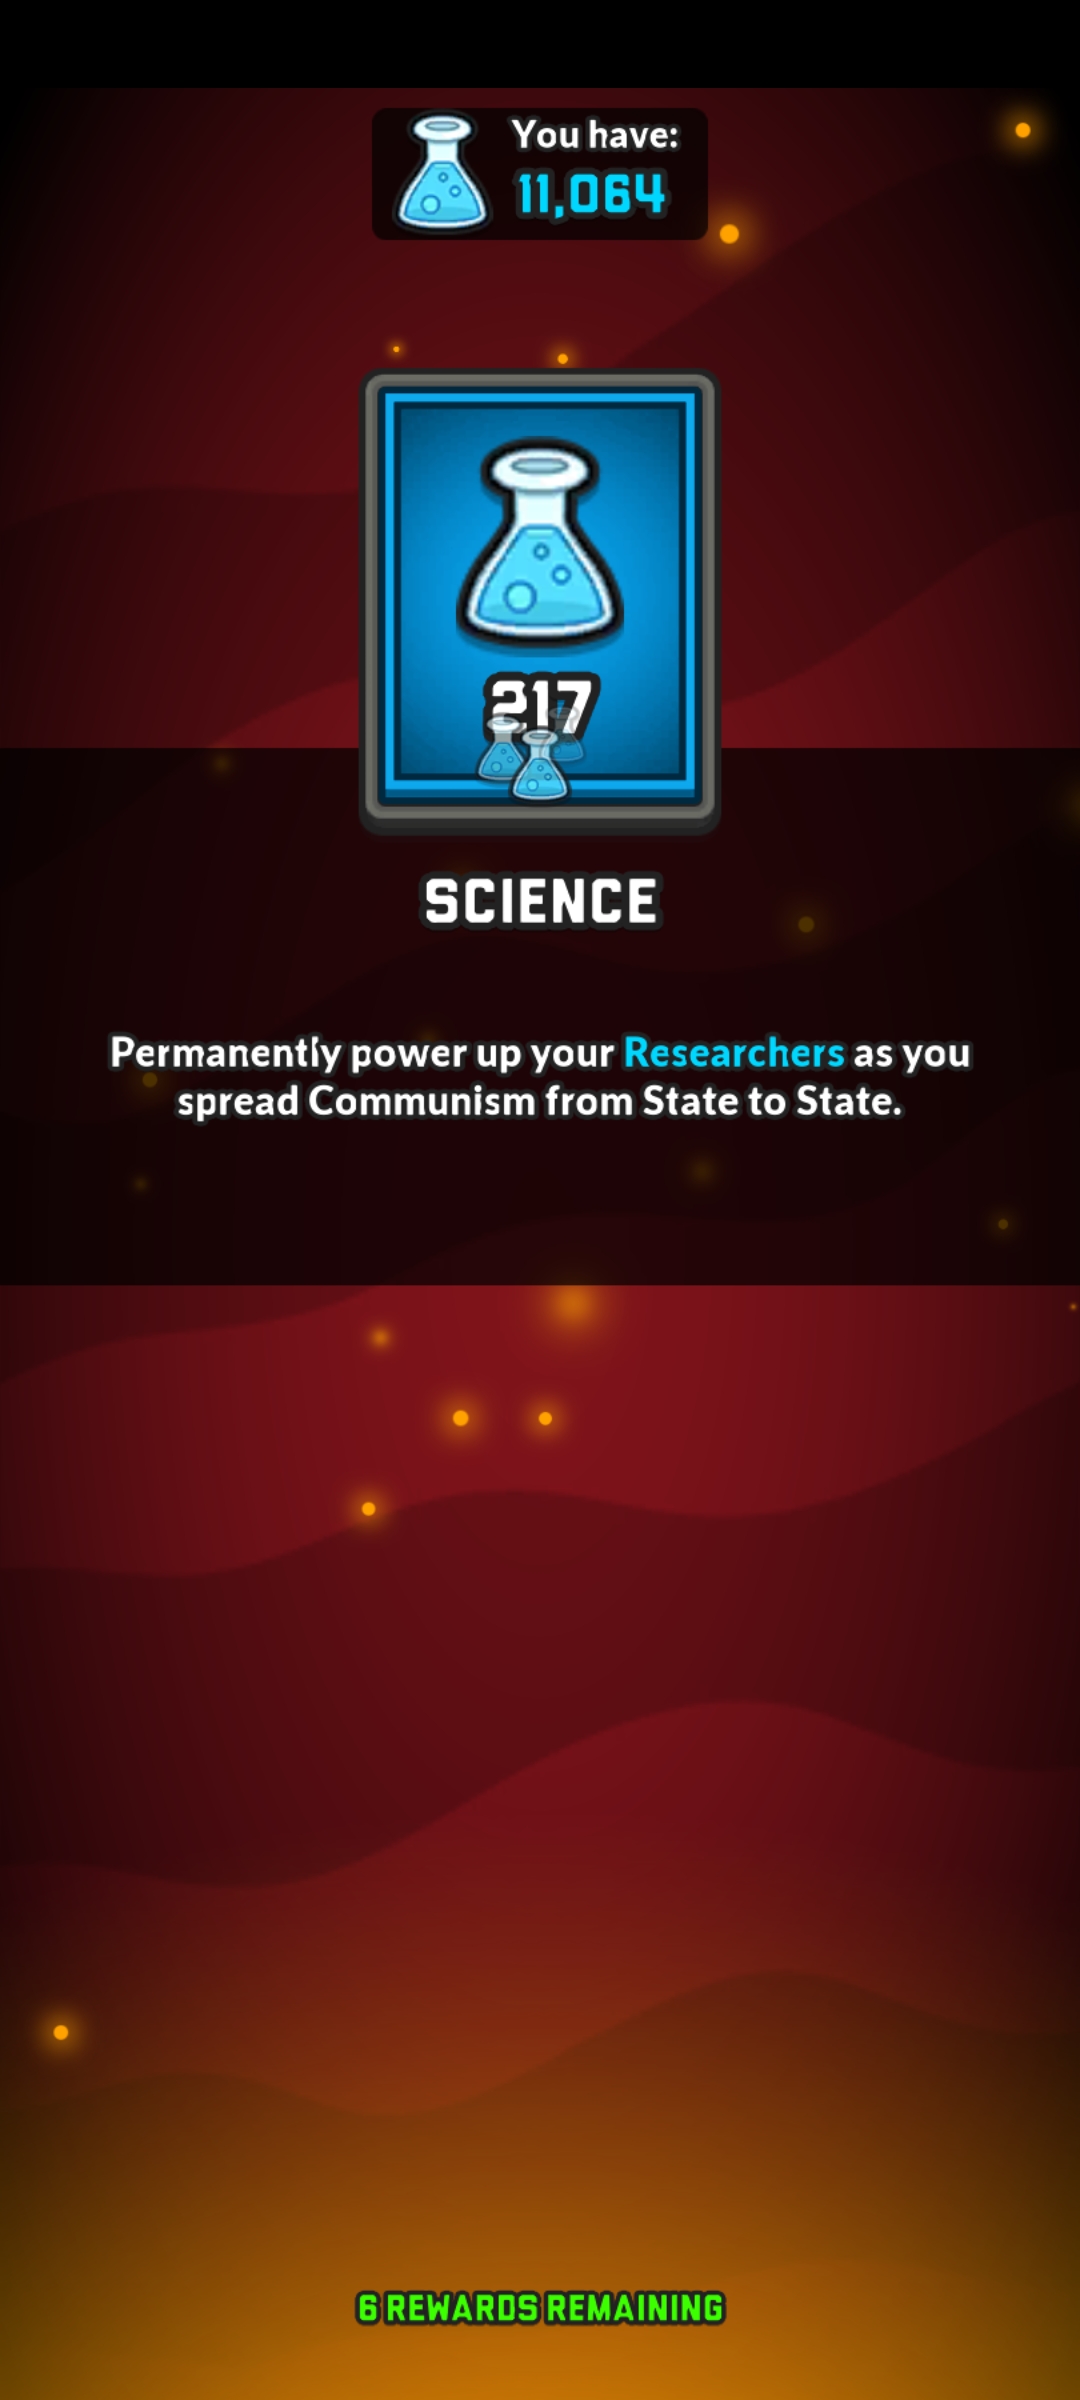 You have:
11,064
217
SCIENCE
Permanently power up your Researchers as you
spread Communism from State to State.
6 REWARDS REMAINING